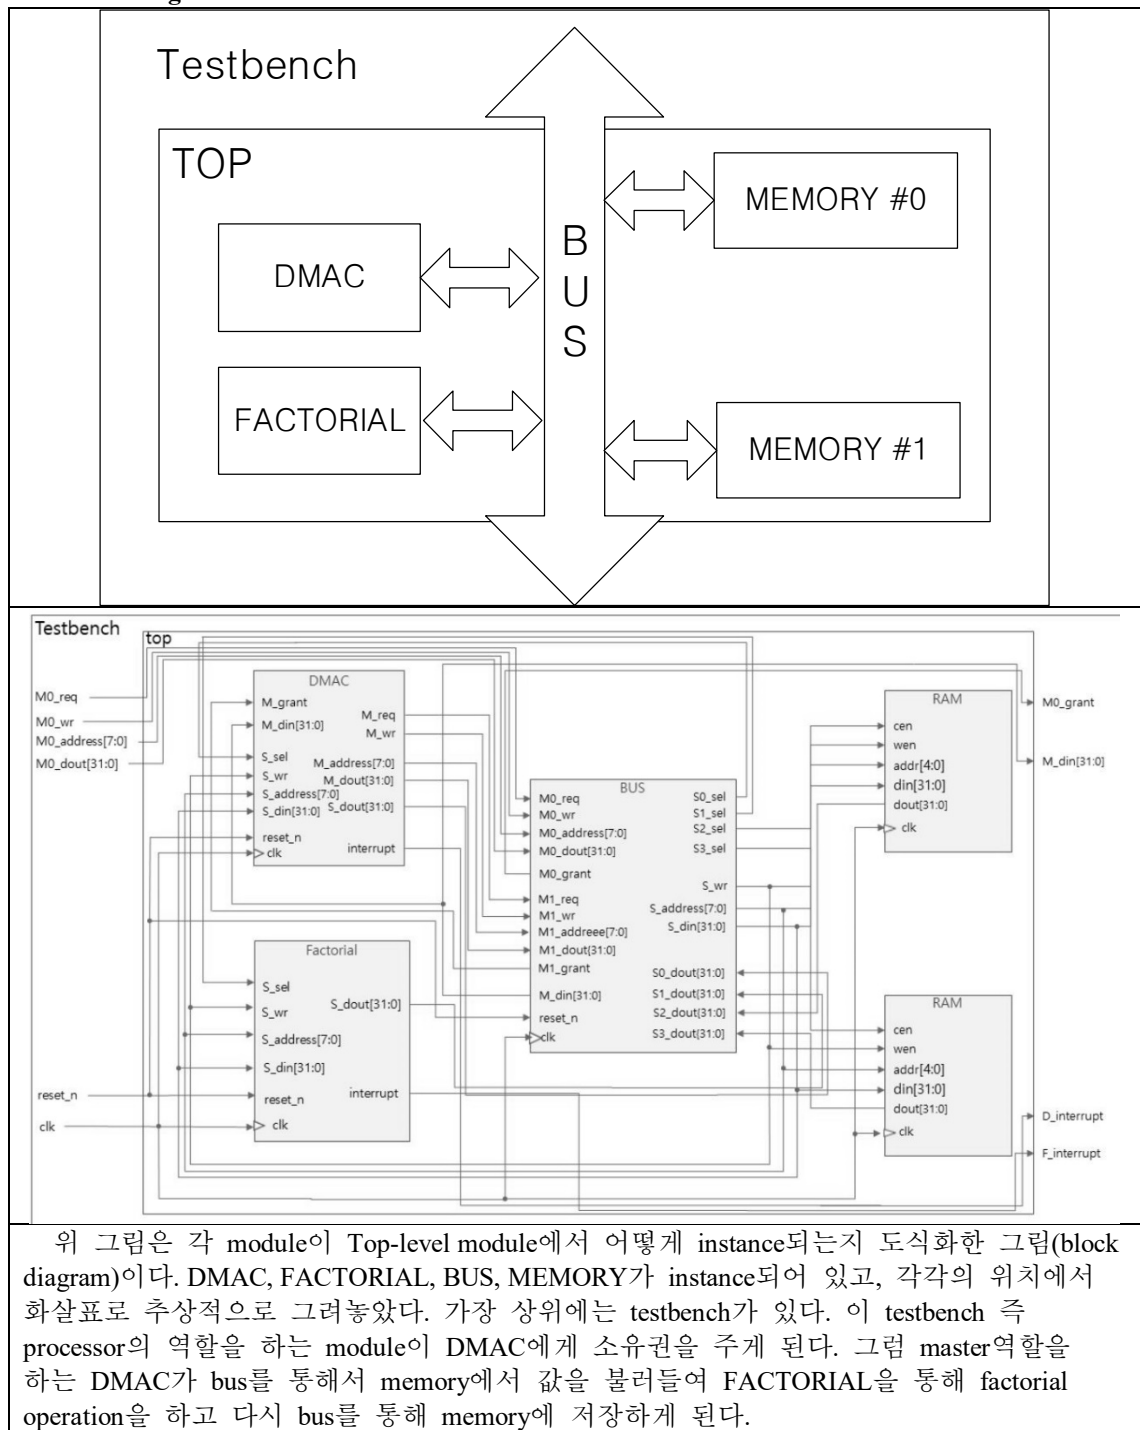 Testbench
TOP
DMAC
FACTORIAL
B
U
S
MEMORY #0
MEMORY #1
Testbench
top
M0_req
M0_wr
M0_address[7:0]
M0_dout[31:0]
reset_n
clk
DMAC
M_grant
M_din[31:0]
S_sel
S_wr
S_address[7:0]
S_din[31:0]
reset_n
clk
M_req
M_wr
M_address[7:0]
M_dout[31:0]
S_dout[31:0]
interrupt
Factorial
S_sel
S_wr
S_address[7:0]
S_din[31:0]
reset_n
clk
S_dout[31:0]
interrupt
BUS
M0_req
M0_wr
M0_address[7:0]
M0_dout[31:0]
M0_grant
M1_req
M1_wr
M1_addreee[7:0]
M1_dout[31:0]
M1_grant
M_din[31:0]
reset_n
clk
S0_sel
S1_sel
S2_sel
S3_sel
S_wr
S_address[7:0]
S_din[31:0]
S0_dout[31:0]
S1_dout[31:0]
S2_dout[31:0]
S3_dout[31:0]
RAM
cen
wen
addr[4:0]
din[31:0]
dout[31:0]
clk
RAM
cen
wen
addr[4:0]
din[31:0]
dout[31:0]
clk
M0_grant
M_din[31:0]
D_interrupt
F_interrupt
위 그림은 각 module이 Top-level module에서 어떻게 instance되는지 도식화한 그림(block
diagram)이다. DMAC, FACTORIAL, BUS, MEMORY가 instance되어 있고, 각각의 위치에서
화살표로 추상적으로 그려놓았다. 가장 상위에는 testbench가 있다. 이 testbench 즉
processor의 역할을 하는 module이 DMAC에게 소유권을 주게 된다. 그럼 master역할을
하는 DMAC가 bus를 통해서 memory에서 값을 불러들여 FACTORIAL을 통해 factorial
operation을 하고 다시 bus를 통해 memory에 저장하게 된다.